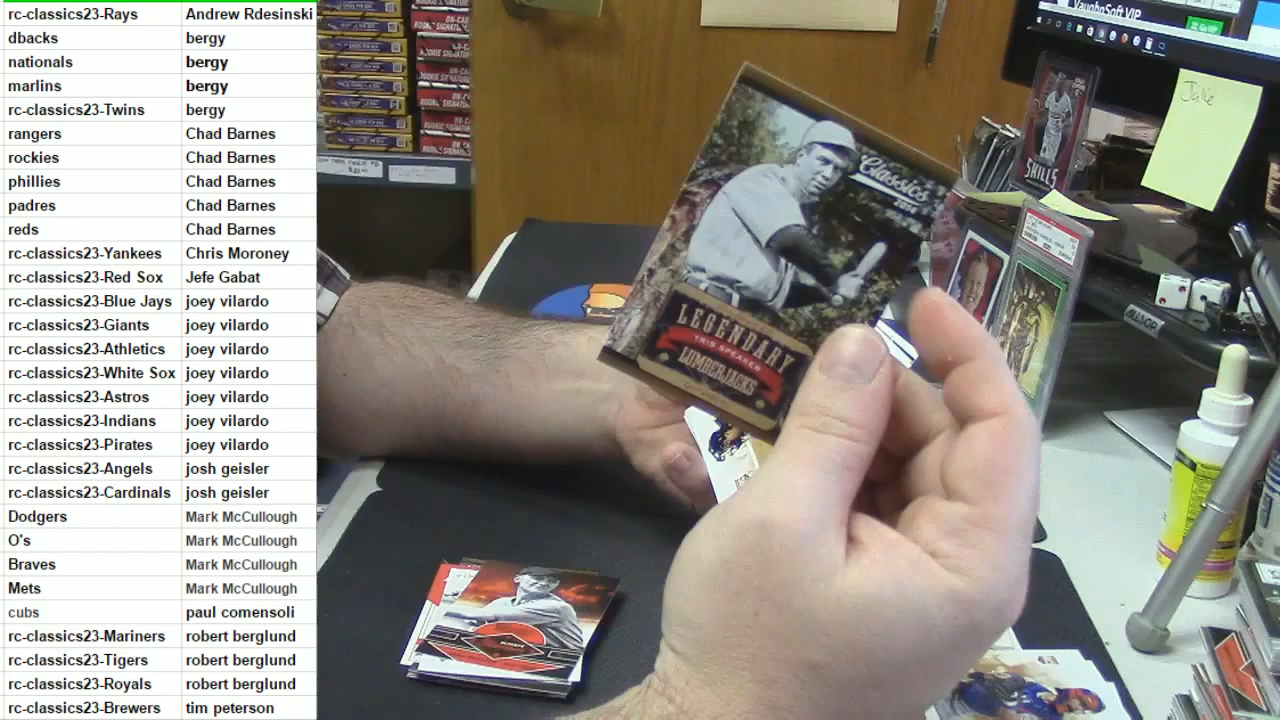 rc-classics23-Rays Andrew Rdesinski
dbacks bergy
nationals bergy
marlins bergy
rc-classics23-Twins bergy
rangers Chad Barnes
rockies Chad Barnes
phillies Chad Barnes
padres Chad Barnes
reds Chad Barnes
rc-classics23-Yankees Chris Moroney
rc-classics23-Red Sox Jefe Gabat
rc-classics23-Blue Jays joey vilardo
rc-classics23-Giants joey vilardo
rc-classics23-Athletics joey vilardo
rc-classics23-White Sox joey vilardo
rc-classics23-Astros joey vilardo
rc-classics23-Indians joey vilardo
rc-classics23-Pirates joey vilardo
rc-classics23-Angels josh geisler
rc-classics23-Cardinals josh geisler
Dodgers Mark McCullough
O's Mark McCullough
Braves Mark McCullough
Mets Mark McCullough
cubs paul comensoli
rc-classics23-Mariners robert berglund
rc-classics23-Tigers robert berglund
rc-classics23-Royals robert berglund
rc-classics23-Brewers tim peterson
Classics
LEGENDARY
TRIS SPEAKER
LUMBERJACKS
VaughnSoft VIP
Julie
SKILLS
ALLSOP